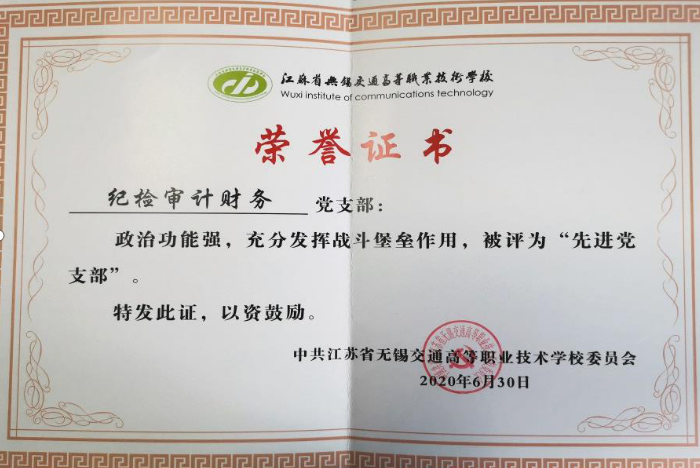 江苏省无锡交通高等职业技术学校
Wuxi institute of communications technology
荣誉证书
纪检审计财务 党支部：
政治功能强，充分发挥战斗堡垒作用，被评为“先进党
支部”。
特发此证，以资鼓励。
中共江苏省无锡交通高等职业技术学校委员会
2020年6月30日